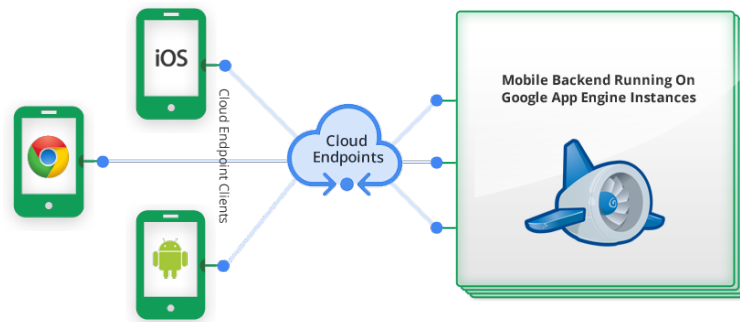 iOS
Cloud Endpoint Clients
Cloud
Endpoints
Mobile Backend Running On
Google App Engine Instances